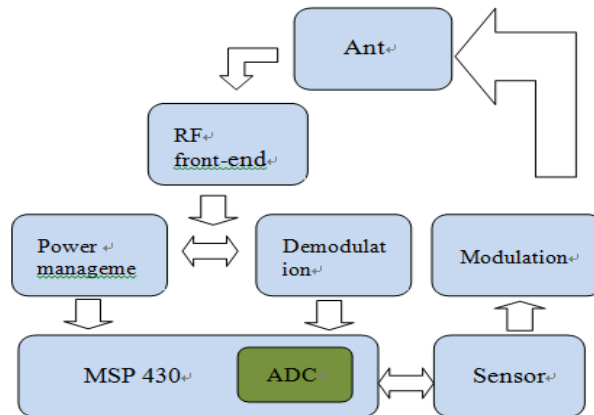 Ant
RF
front-end
Power
manageme
Demodulat
ion
Modulation
MSP 430
ADC
Sensor